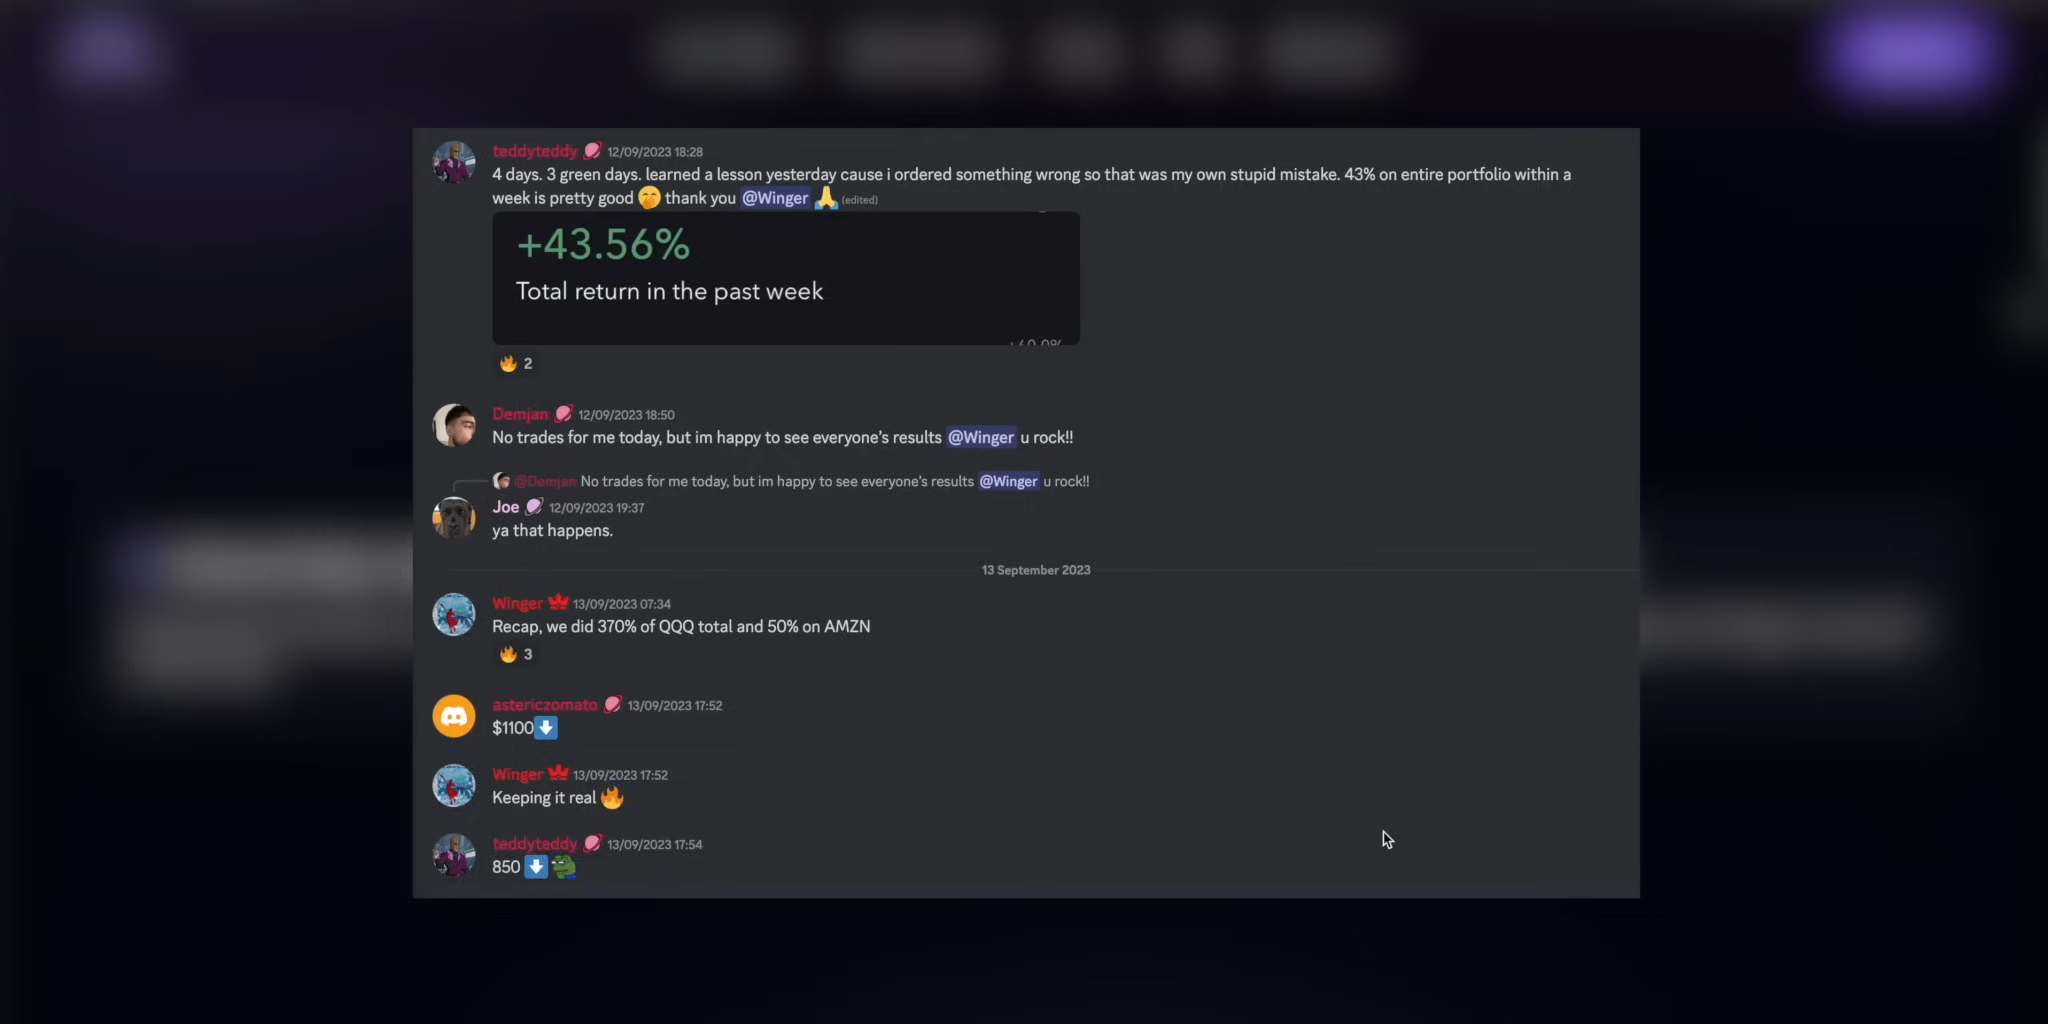 teddyteddy 12/09/2023 18:28
4 days. 3 green days. learned a lesson yesterday cause i ordered something wrong so that was my own stupid mistake. 43% on entire portfolio within a
week is pretty good 🤭 thank you @Winger 🙏 (edited)
+43.56%
Total return in the past week
🔥 2
Demjan 12/09/2023 18:50
No trades for me today, but im happy to see everyone's results @Winger u rock!!
@Demjan No trades for me today, but im happy to see everyone's results @Winger u rock!!
Joe 12/09/2023 19:37
ya that happens.
13 September 2023
Winger 13/09/2023 07:34
Recap, we did 370% of QQQ total and 50% on AMZN
🔥 3
astericzomato 13/09/2023 17:52
$1100⬇️
Winger 13/09/2023 17:52
Keeping it real 🔥
teddyteddy 13/09/2023 17:54
850 ⬇️